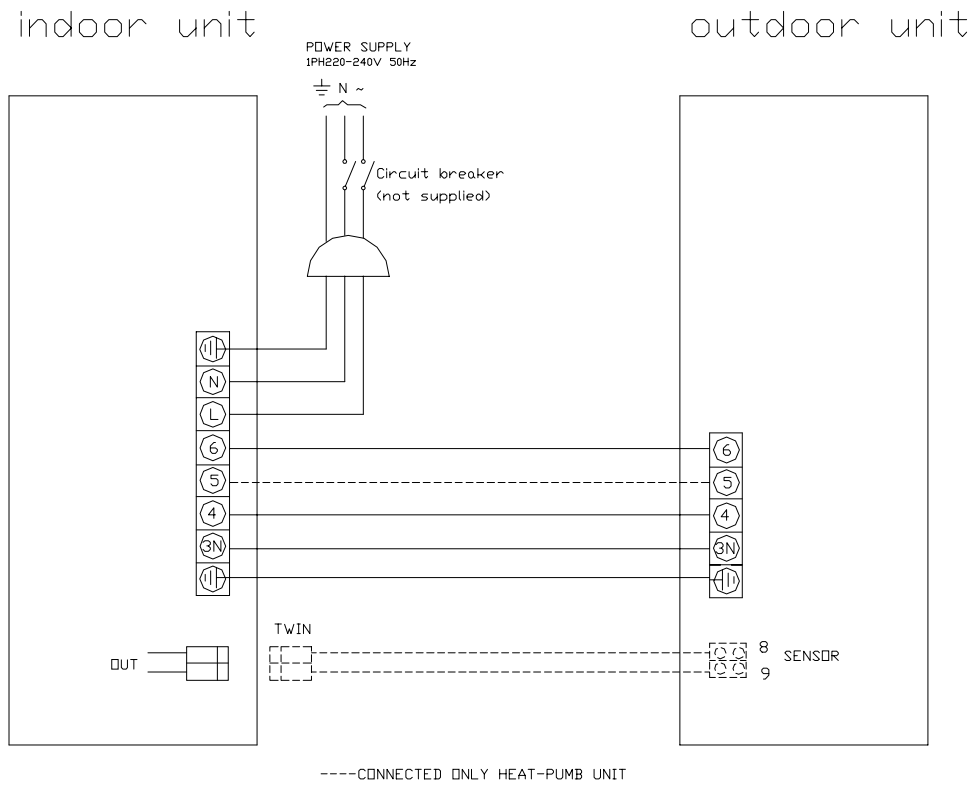 indoor unit
outdoor unit
POWER SUPPLY
1PH220-240V 50Hz
N ~
Circuit breaker
(not supplied)
N
L
6
5
4
3N
6
5
4
3N
TWIN
OUT
8
9
SENSOR
----CONNECTED ONLY HEAT-PUMB UNIT